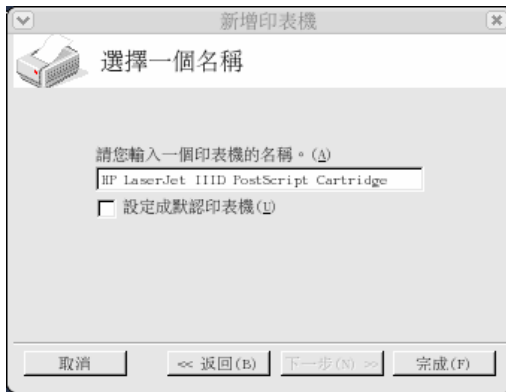 新增印表機
選擇一個名稱
請您輸入一個印表機的名稱。(A)
HP LaserJet IIID PostScript Cartridge
設定成默認印表機(U)
取消 << 返回(B) 下一步(N) >> 完成(F)